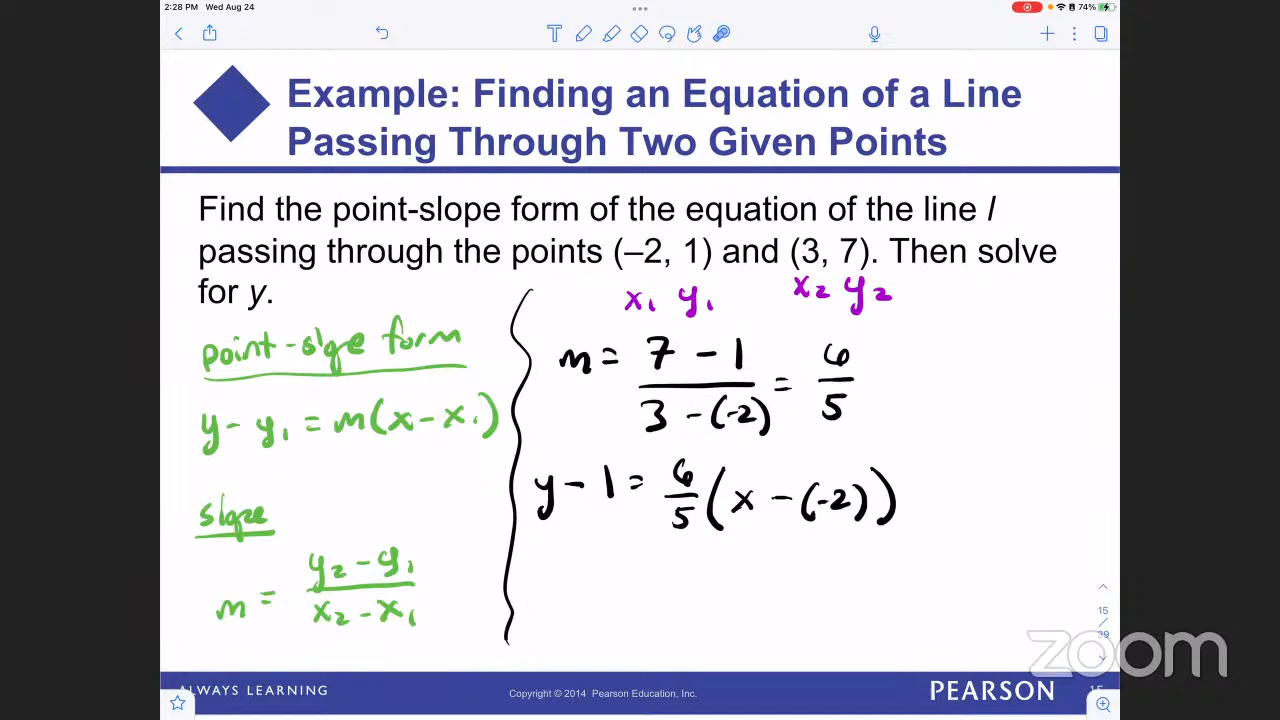 2:28 PM Wed Aug 24
74%
Example: Finding an Equation of a Line
Passing Through Two Given Points
Find the point-slope form of the equation of the line l
passing through the points (–2, 1) and (3, 7). Then solve
for y.
x₁ y₁ x₂ y₂
point-slope form
y - y₁ = m(x - x₁)
slope
m = (y₂ - y₁)/(x₂ - x₁)
m = (7 - 1)/(3 - (-2)) = 6/5
y - 1 = 6/5 (x - (-2))
15
/
39
zoom
ALWAYS LEARNING
Copyright © 2014 Pearson Education, Inc.
PEARSON
15